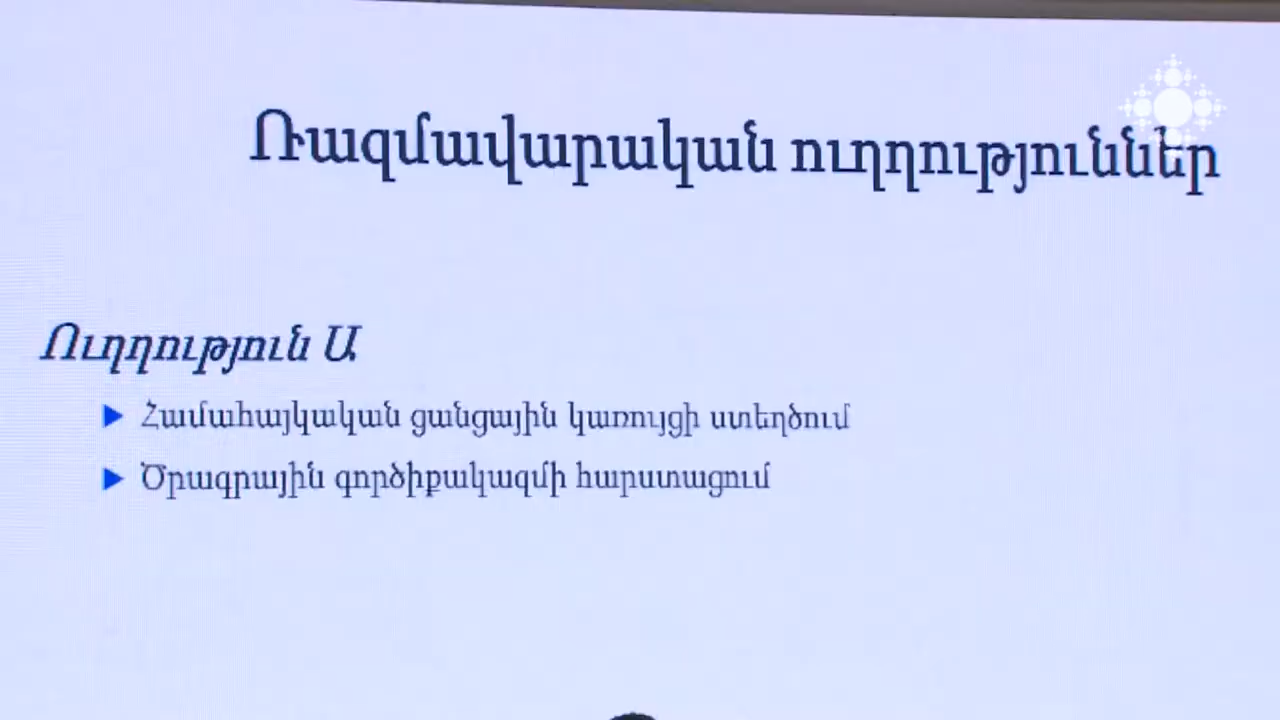 Ռազմավարական ուղղություններ
Ուղղություն Ա
Համահայկական ցանցային կառույցի ստեղծում
Ծրագրային գործիքակազմի հարստացում